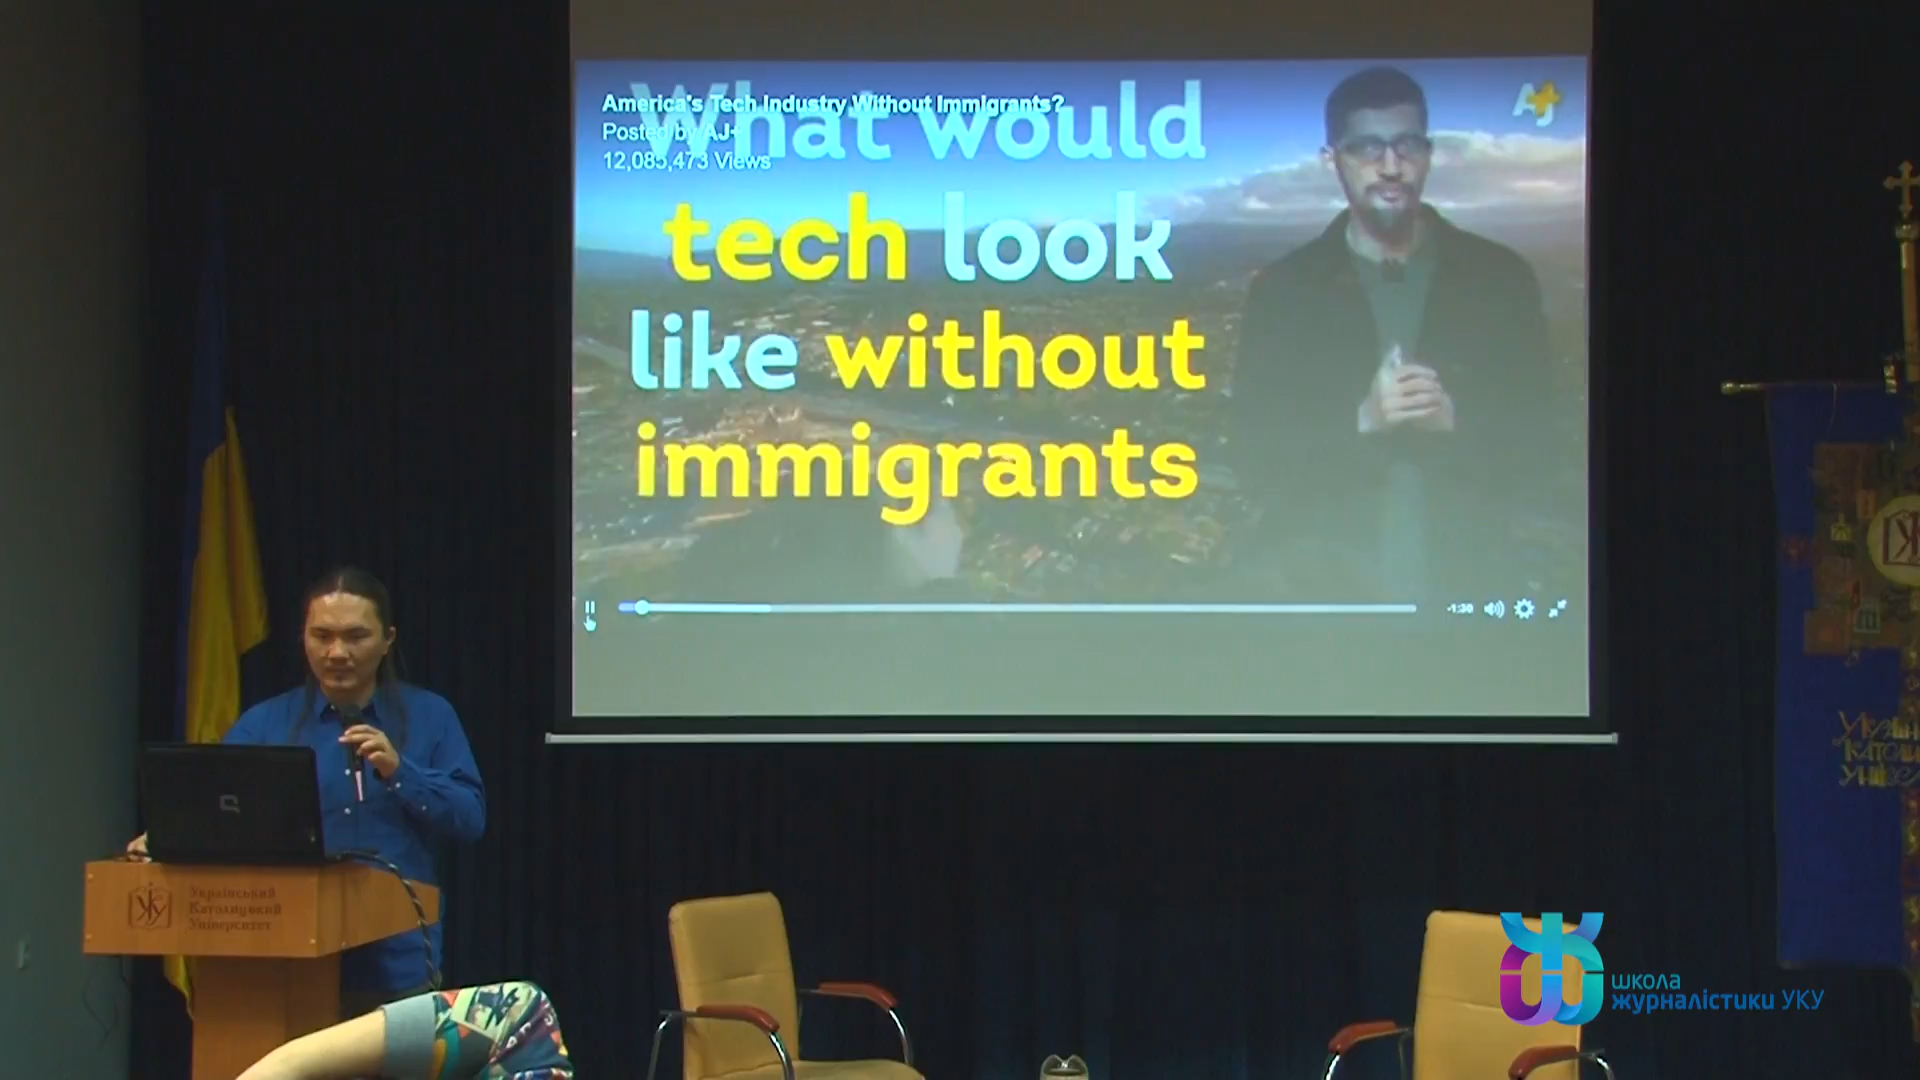 America's Tech Industry Without Immigrants?
Posted by AJ+
12,085,473 Views
What would
tech look
like without
immigrants
AJ+
-1:30
Український
Католицький
Університет
УКУ
школа
журналістики УКУ